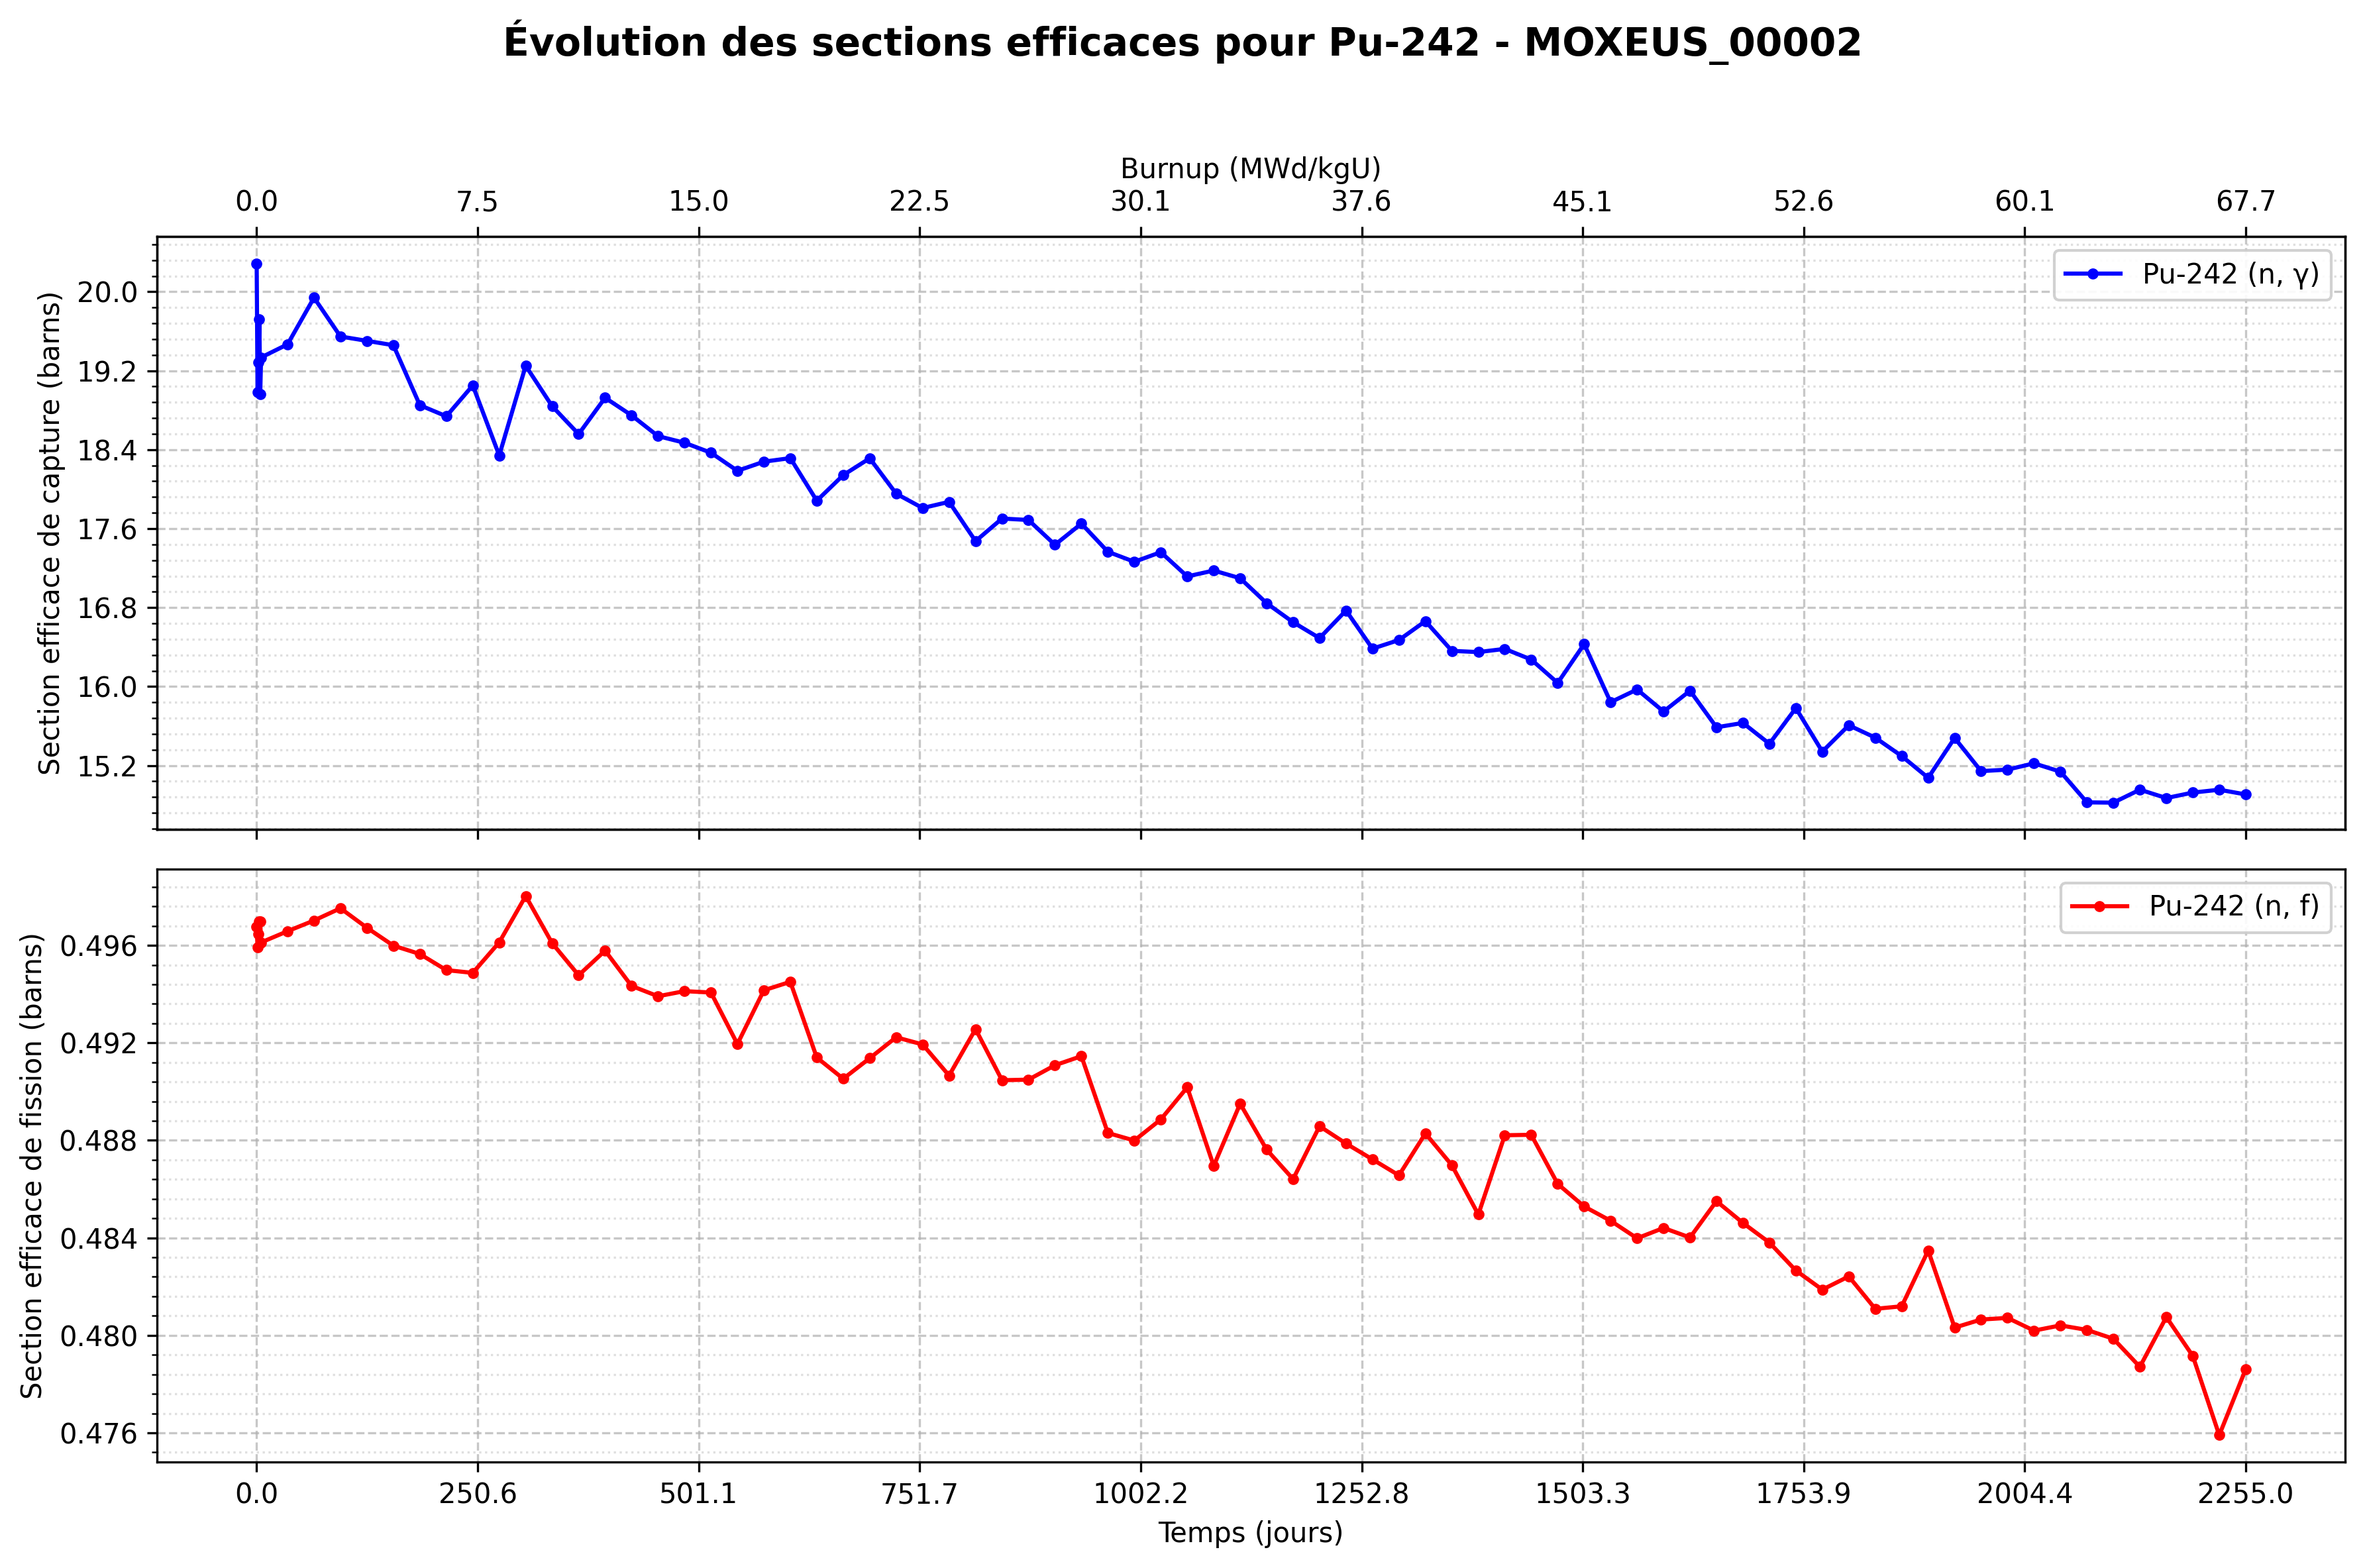 Évolution des sections efficaces pour Pu-242 - MOXEUS_00002
Burnup (MWd/kgU)
0.0 7.5 15.0 22.5 30.1 37.6 45.1 52.6 60.1 67.7
Section efficace de capture (barns)
20.0
19.2
18.4
17.6
16.8
16.0
15.2
Pu-242 (n, γ)
Section efficace de fission (barns)
0.496
0.492
0.488
0.484
0.480
0.476
Pu-242 (n, f)
0.0 250.6 501.1 751.7 1002.2 1252.8 1503.3 1753.9 2004.4 2255.0
Temps (jours)